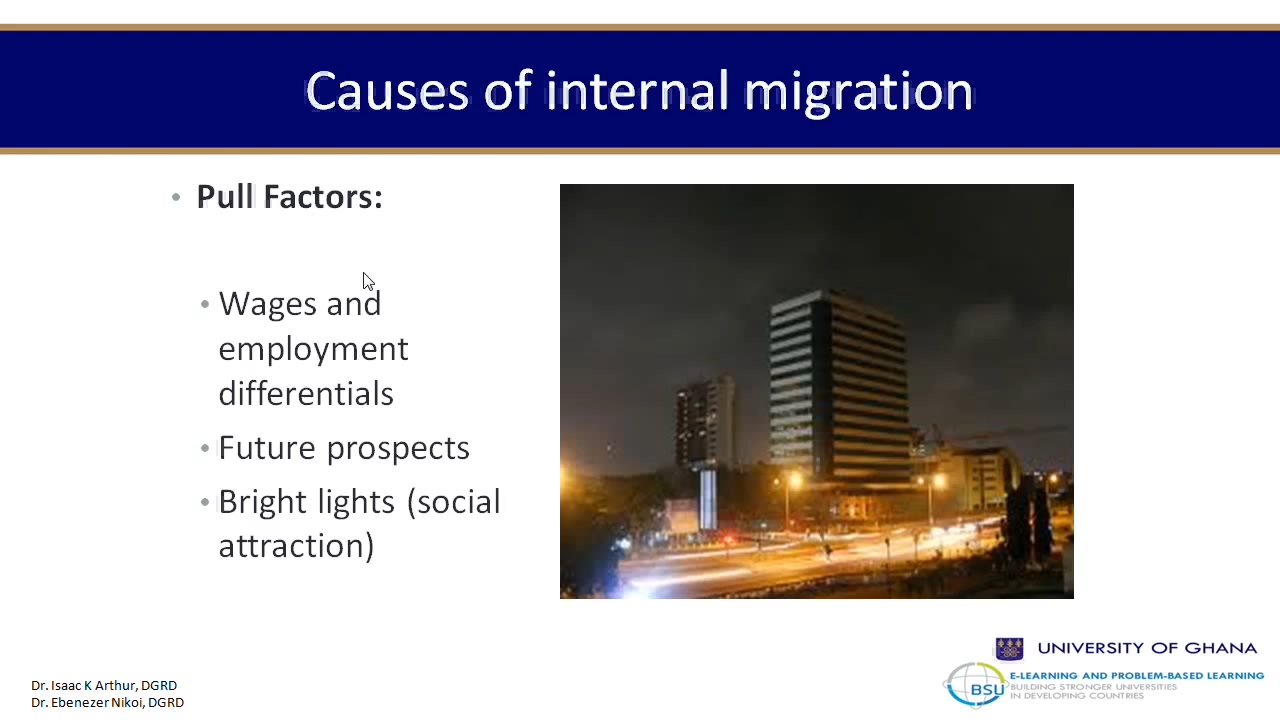 Causes of internal migration
• Pull Factors:
• Wages and
employment
differentials
• Future prospects
• Bright lights (social
attraction)
Dr. Isaac K Arthur, DGRD
Dr. Ebenezer Nikoi, DGRD
UNIVERSITY OF GHANA
BSU
E-LEARNING AND PROBLEM-BASED LEARNING
BUILDING STRONGER UNIVERSITIES
IN DEVELOPING COUNTRIES